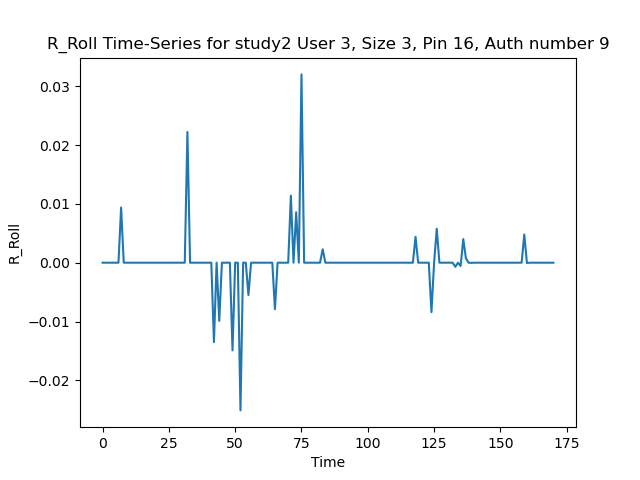 R_Roll Time-Series for study2 User 3, Size 3, Pin 16, Auth number 9
0.03
0.02
0.01
0.00
−0.01
−0.02
R_Roll
0 25 50 75 100 125 150 175
Time